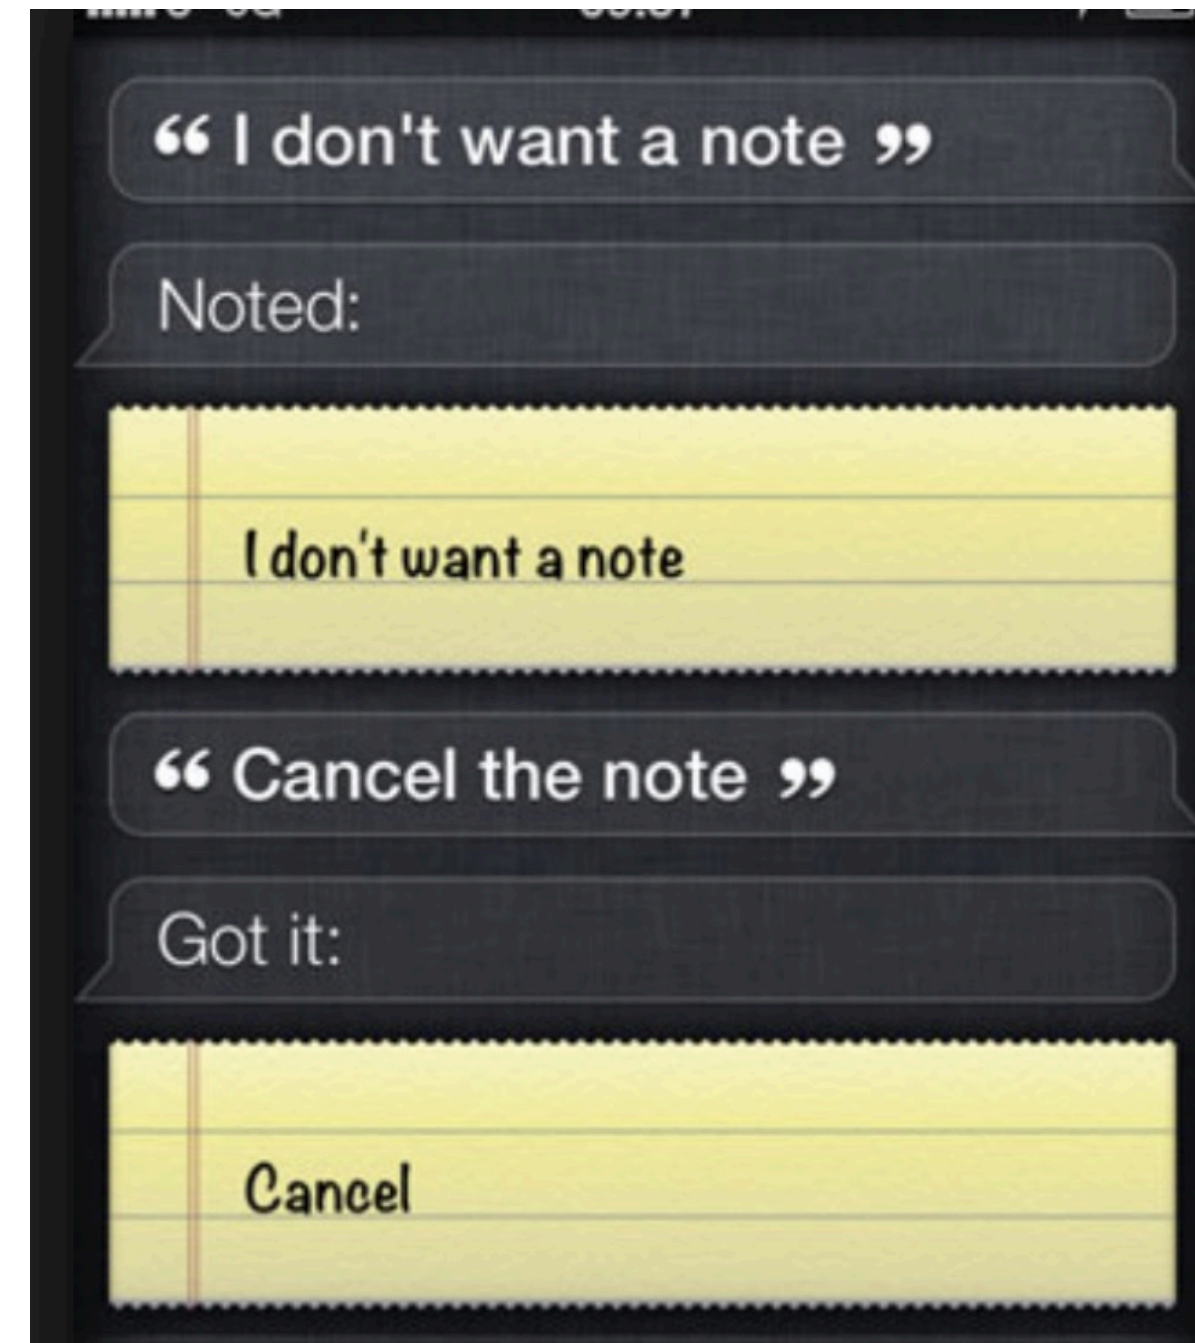 “ I don't want a note ”
Noted:
I don't want a note
“ Cancel the note ”
Got it:
Cancel